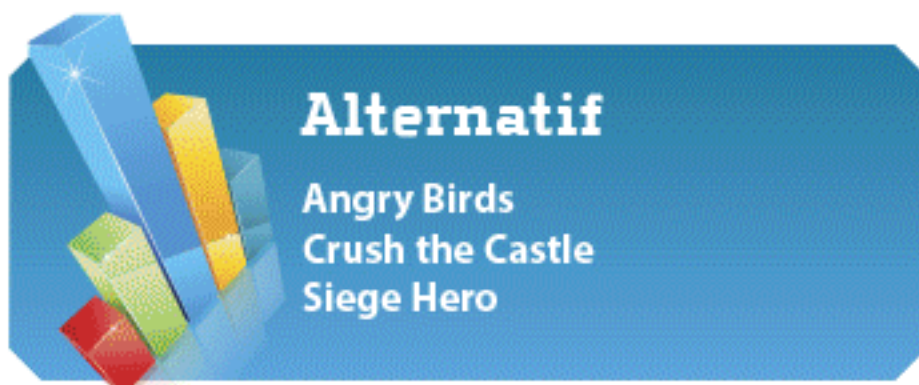 Alternatif
Angry Birds
Crush the Castle
Siege Hero